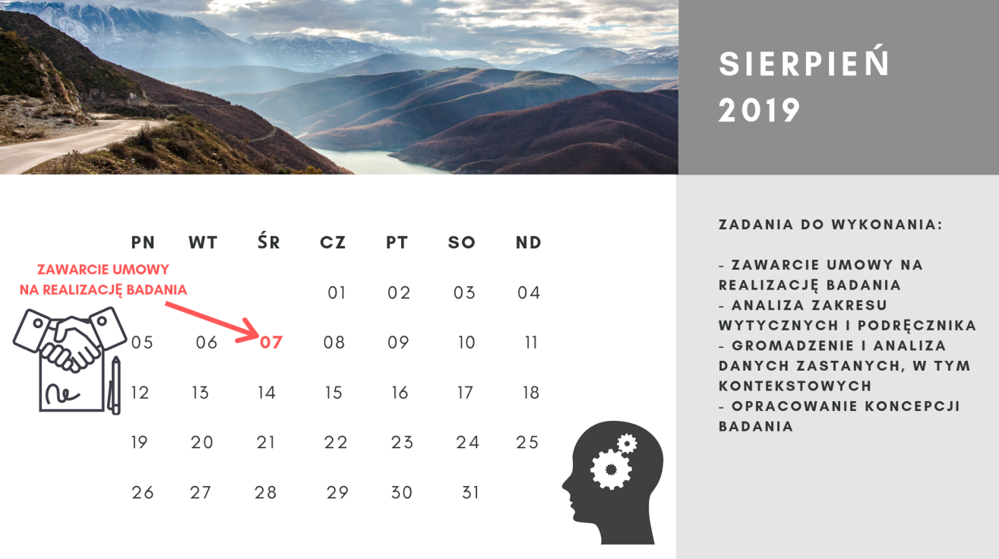 SIERPIEŃ
2019
PN WT ŚR CZ PT SO ND
ZAWARCIE UMOWY
NA REALIZACJĘ BADANIA
01 02 03 04
05 06 07 08 09 10 11
12 13 14 15 16 17 18
19 20 21 22 23 24 25
26 27 28 29 30 31
ZADANIA DO WYKONANIA:
- ZAWARCIE UMOWY NA
REALIZACJĘ BADANIA
- ANALIZA ZAKRESU
WYTYCZNYCH I PODRĘCZNIKA
- GROMADZENIE I ANALIZA
DANYCH ZASTANYCH, W TYM
KONTEKSTOWYCH
- OPRACOWANIE KONCEPCJI
BADANIA